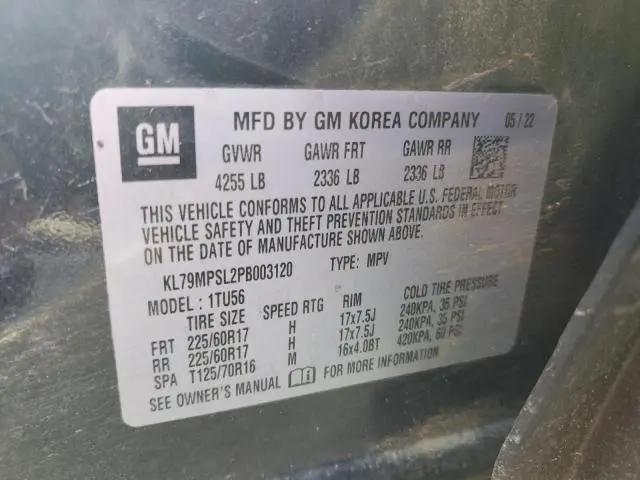 GM MFD BY GM KOREA COMPANY 05/22
GVWR GAWR FRT GAWR RR
4255 LB 2336 LB 2336 LB
THIS VEHICLE CONFORMS TO ALL APPLICABLE U.S. FEDERAL MOTOR
VEHICLE SAFETY AND THEFT PREVENTION STANDARDS IN EFFECT
ON THE DATE OF MANUFACTURE SHOWN ABOVE.
KL79MPSL2PB003120 TYPE: MPV
MODEL: 1TU56
TIRE SIZE SPEED RTG RIM COLD TIRE PRESSURE
FRT 225/60R17 H 17x7.5J 240KPA, 35 PSI
RR 225/60R17 H 17x7.5J 240KPA, 35 PSI
SPA T125/70R16 M 16x4.0BT 420KPA, 60 PSI
SEE OWNER'S MANUAL FOR MORE INFORMATION.